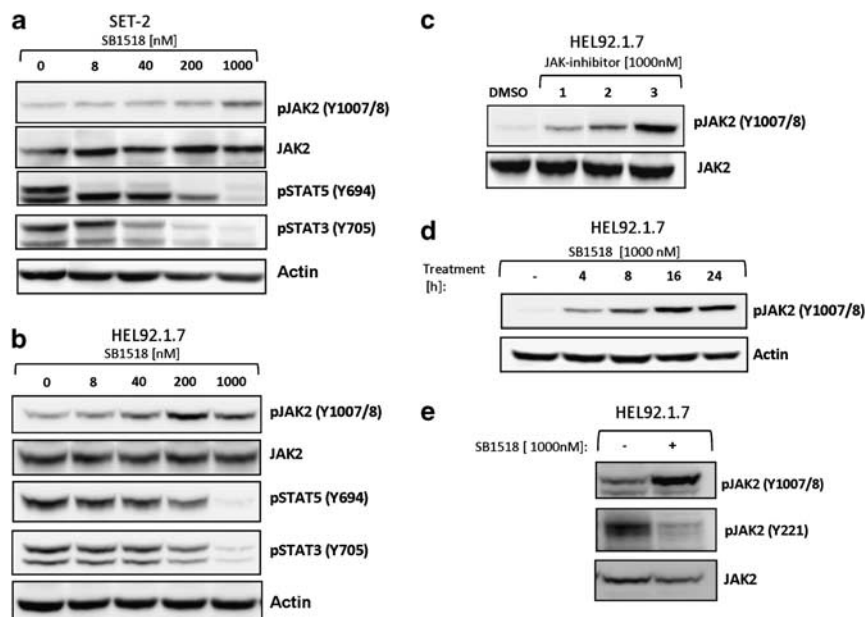 a
SET-2
SB1518 [nM]
0 8 40 200 1000
pJAK2 (Y1007/8)
JAK2
pSTAT5 (Y694)
pSTAT3 (Y705)
Actin
b
HEL92.1.7
SB1518 [nM]
0 8 40 200 1000
pJAK2 (Y1007/8)
JAK2
pSTAT5 (Y694)
pSTAT3 (Y705)
Actin
c
HEL92.1.7
JAK-inhibitor [1000nM]
DMSO 1 2 3
pJAK2 (Y1007/8)
JAK2
d
HEL92.1.7
SB1518 [1000 nM]
Treatment
[h]: - 4 8 16 24
pJAK2 (Y1007/8)
Actin
e
HEL92.1.7
SB1518 [ 1000nM]: - +
pJAK2 (Y1007/8)
pJAK2 (Y221)
JAK2